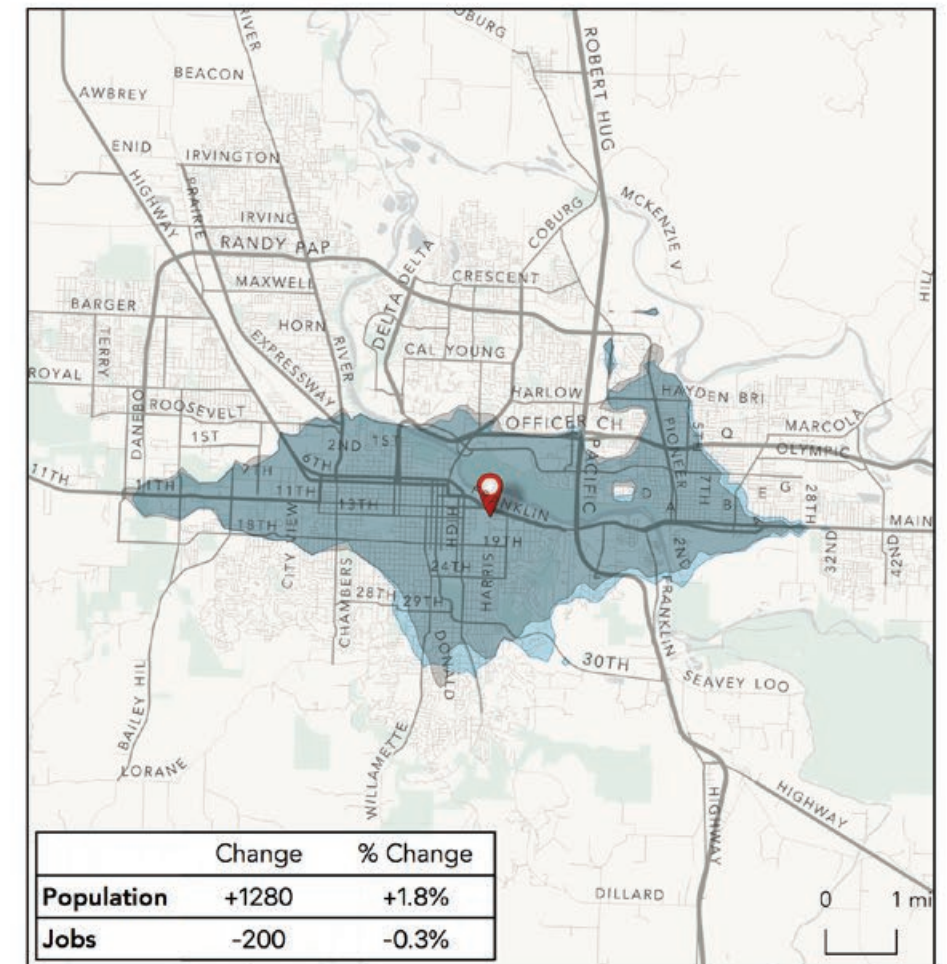 OBURG
RIVER
ROBERT HUG
BEACON
AWBREY
ENID
IRVINGTON
HIGHWAY
PRAIRIE
MCKENZIE V
IRVING
COBURG
RANDY PAP
DELTA
CRESCENT
MAXWELL
HILL
BARGER
DELTA
HORN
EXPRESSWAY
RIVER
TERRY
CAL YOUNG
ROYAL
HARLOW
HAYDEN BRI
DANEBO
ROOSEVELT
OFFICER CH
MARCOLA
1ST
2ND
1ST
PACIFIC
PIONEER
5TH
Q
OLYMPIC
6TH
7TH
11TH
11TH
11TH
13TH
FRANKLIN
D
A
7TH
B
E
G
28TH
MAIN
18TH
CITY VIEW
HIGH
19TH
2ND
32ND
42ND
CHAMBERS
24TH
HARRIS
28TH
29TH
FRANKLIN
DONALD
30TH
SEAVEY LOO
BAILEY HIL
WILLAMETTE
LORANE
HIGHWAY
HIGHWAY
DILLARD
0 1 mi
Change % Change
Population +1280 +1.8%
Jobs -200 -0.3%